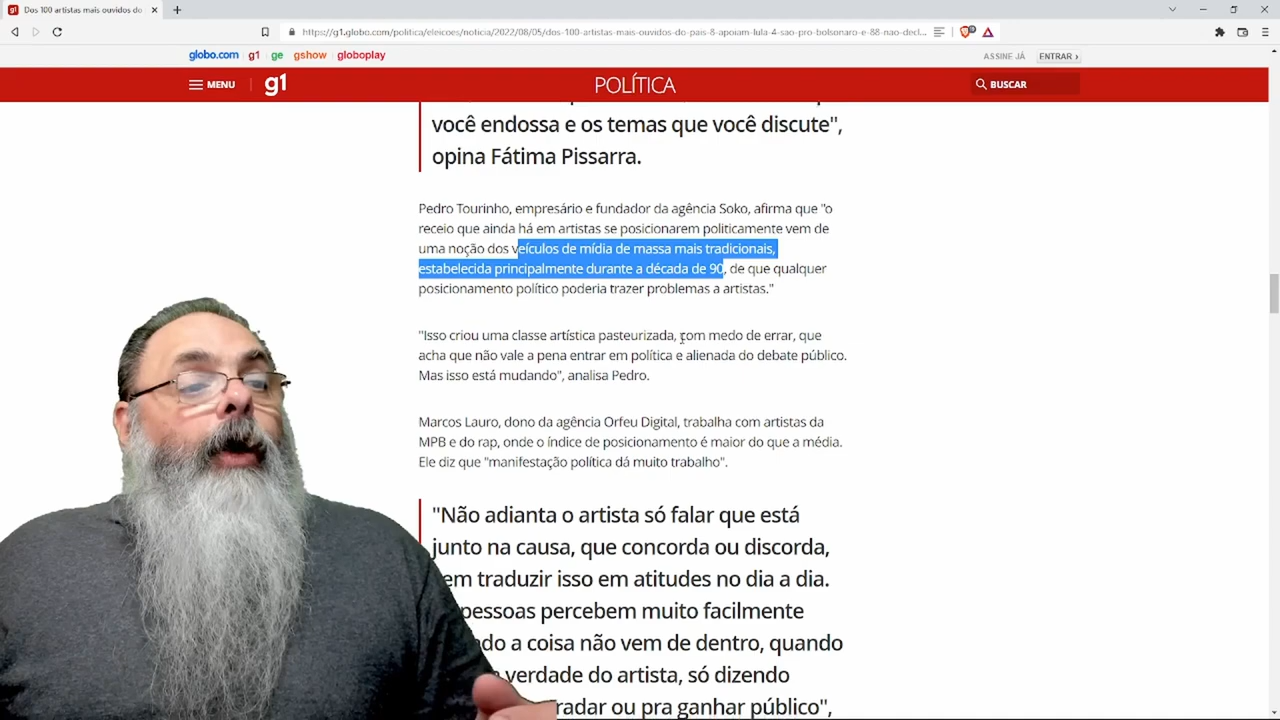 Dos 100 artistas mais ouvidos do
https://g1.globo.com/politica/eleicoes/noticia/2022/08/05/dos-100-artistas-mais-ouvidos-do-pais-8-apoiam-lula-4-sao-pro-bolsonaro-e-88-nao-decl...
globo.com g1 ge gshow globoplay
ASSINE JÁ ENTRAR ›
MENU g1 POLÍTICA BUSCAR
você endossa e os temas que você discute",
opina Fátima Pissarra.
Pedro Tourinho, empresário e fundador da agência Soko, afirma que "o
receio que ainda há em artistas se posicionarem politicamente vem de
uma noção dos veículos de mídia de massa mais tradicionais,
estabelecida principalmente durante a década de 90, de que qualquer
posicionamento político poderia trazer problemas a artistas."
"Isso criou uma classe artística pasteurizada, com medo de errar, que
acha que não vale a pena entrar em política e alienada do debate público.
Mas isso está mudando", analisa Pedro.
Marcos Lauro, dono da agência Orfeu Digital, trabalha com artistas da
MPB e do rap, onde o índice de posicionamento é maior do que a média.
Ele diz que "manifestação política dá muito trabalho".
"Não adianta o artista só falar que está
junto na causa, que concorda ou discorda,
em traduzir isso em atitudes no dia a dia.
pessoas percebem muito facilmente
do a coisa não vem de dentro, quando
verdade do artista, só dizendo
radar ou pra ganhar público",